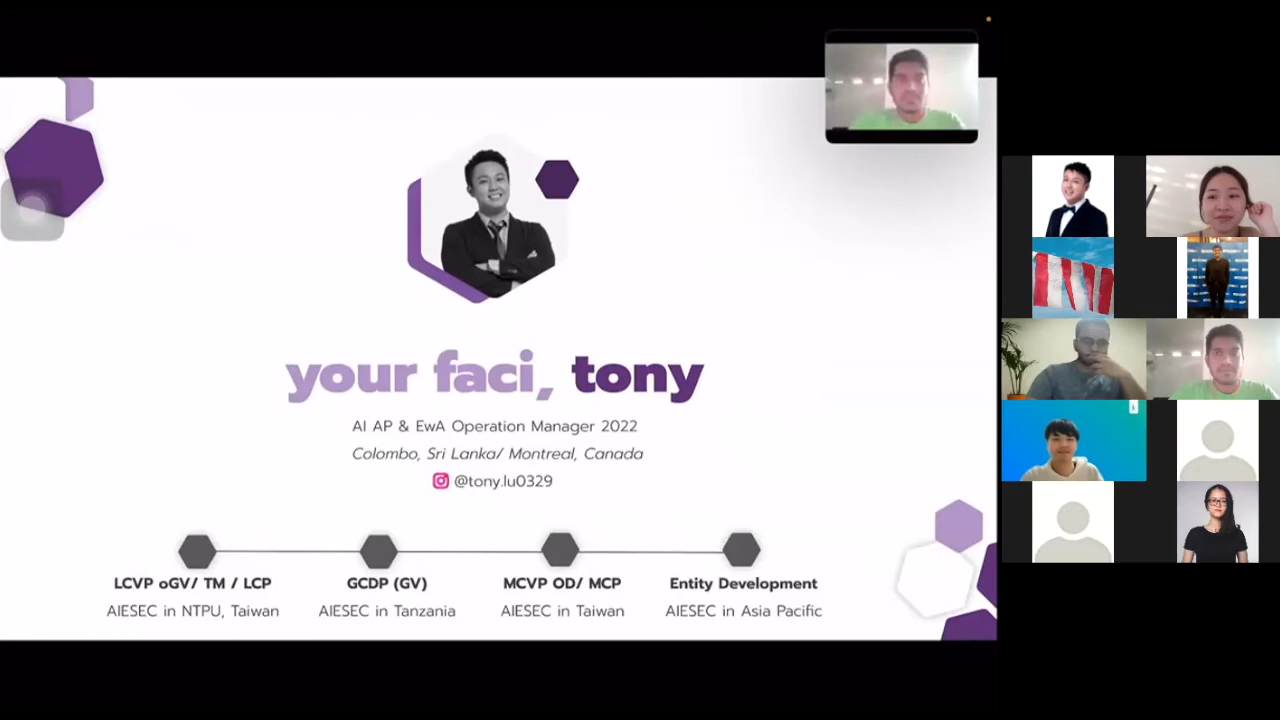 your faci, tony
AI AP & EwA Operation Manager 2022
Colombo, Sri Lanka/ Montreal, Canada
@tony.lu0329
LCVP oGV/ TM / LCP
AIESEC in NTPU, Taiwan
GCDP (GV)
AIESEC in Tanzania
MCVP OD/ MCP
AIESEC in Taiwan
Entity Development
AIESEC in Asia Pacific